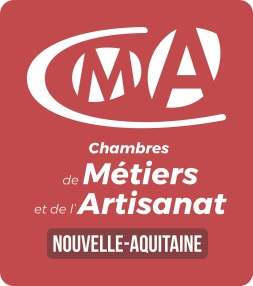 CMA
Chambres
de Métiers
et de l'Artisanat
NOUVELLE-AQUITAINE